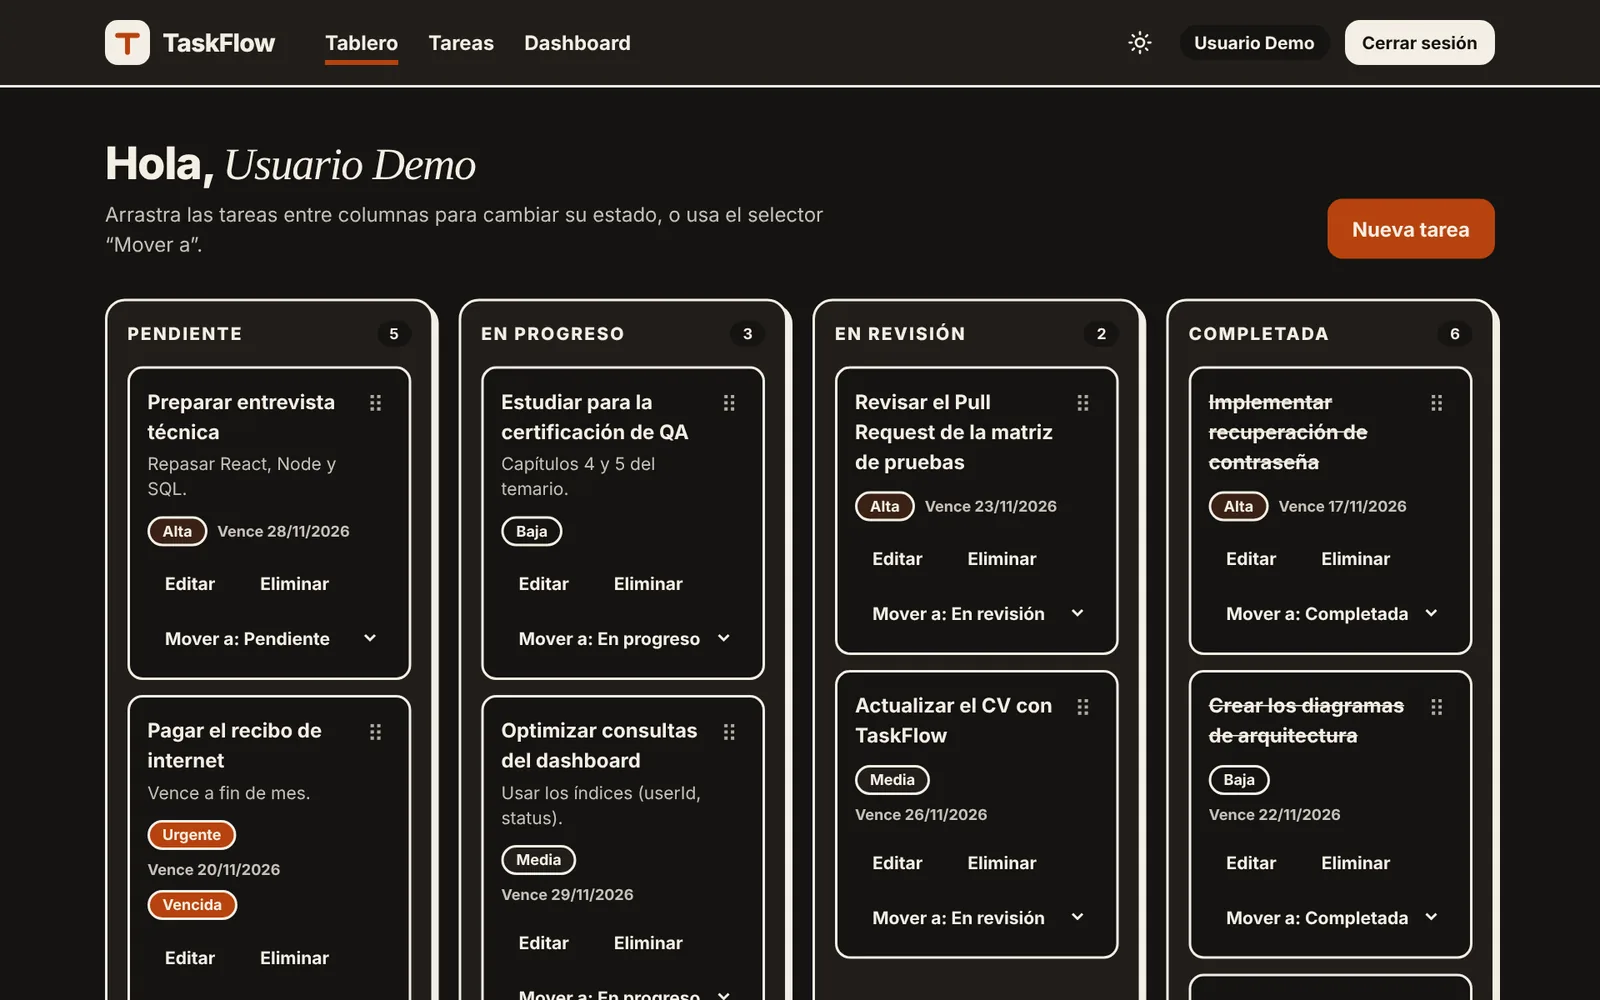 T TaskFlow Tablero Tareas Dashboard Usuario Demo Cerrar sesión
Hola, Usuario Demo
Arrastra las tareas entre columnas para cambiar su estado, o usa el selector
“Mover a”.
Nueva tarea
PENDIENTE 5
Preparar entrevista
técnica
Repasar React, Node y
SQL.
Alta Vence 28/11/2026
Editar Eliminar
Mover a: Pendiente
Pagar el recibo de
internet
Vence a fin de mes.
Urgente
Vence 20/11/2026
Vencida
Editar Eliminar
EN PROGRESO 3
Estudiar para la
certificación de QA
Capítulos 4 y 5 del
temario.
Baja
Editar Eliminar
Mover a: En progreso
Optimizar consultas
del dashboard
Usar los índices (userId,
status).
Media
Vence 29/11/2026
Editar Eliminar
Mover a: En progreso
EN REVISIÓN 2
Revisar el Pull
Request de la matriz
de pruebas
Alta Vence 23/11/2026
Editar Eliminar
Mover a: En revisión
Actualizar el CV con
TaskFlow
Media
Vence 26/11/2026
Editar Eliminar
Mover a: En revisión
COMPLETADA 6
Implementar
recuperación de
contraseña
Alta Vence 17/11/2026
Editar Eliminar
Mover a: Completada
Crear los diagramas
de arquitectura
Baja
Vence 22/11/2026
Editar Eliminar
Mover a: Completada